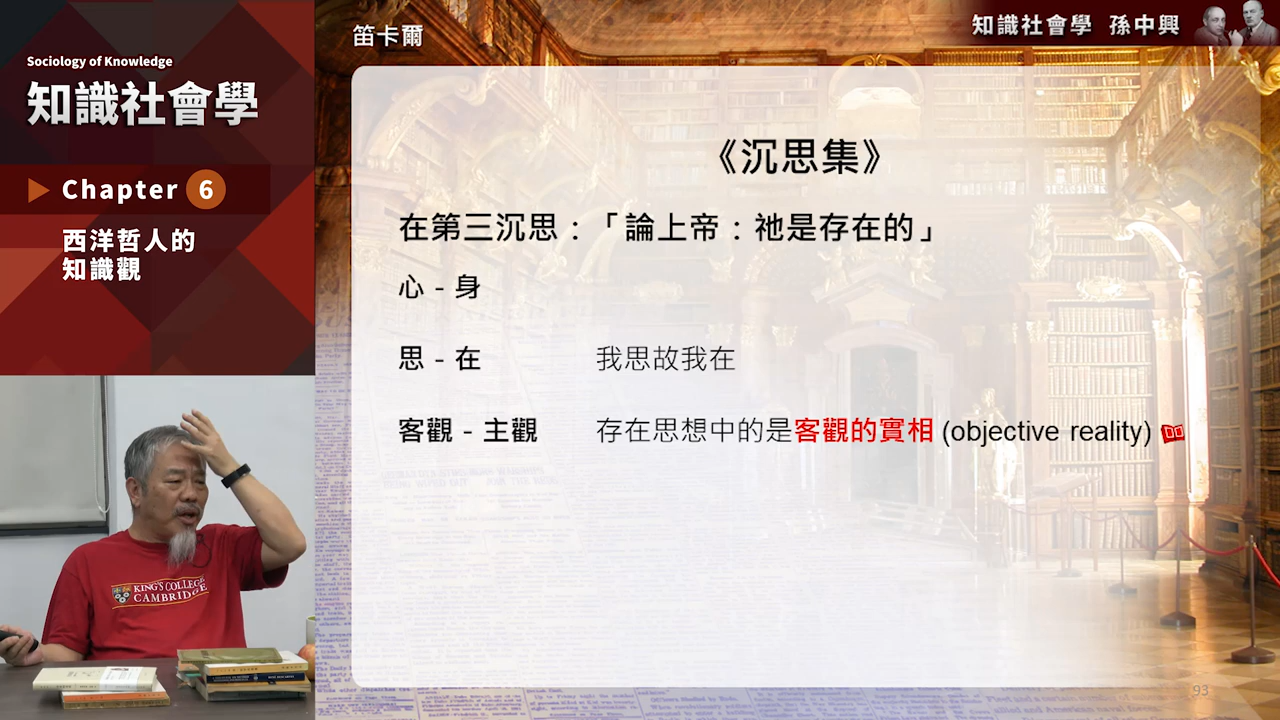 Sociology of Knowledge
知識社會學
Chapter 6
西洋哲人的
知識觀
笛卡爾
知識社會學 孫中興
《沉思集》
在第三沉思：「論上帝：祂是存在的」
心 - 身
思 - 在 我思故我在
客觀 - 主觀 存在思想中的是客觀的實相 (objective reality)
KING'S COLLEGE
CAMBRIDGE
93